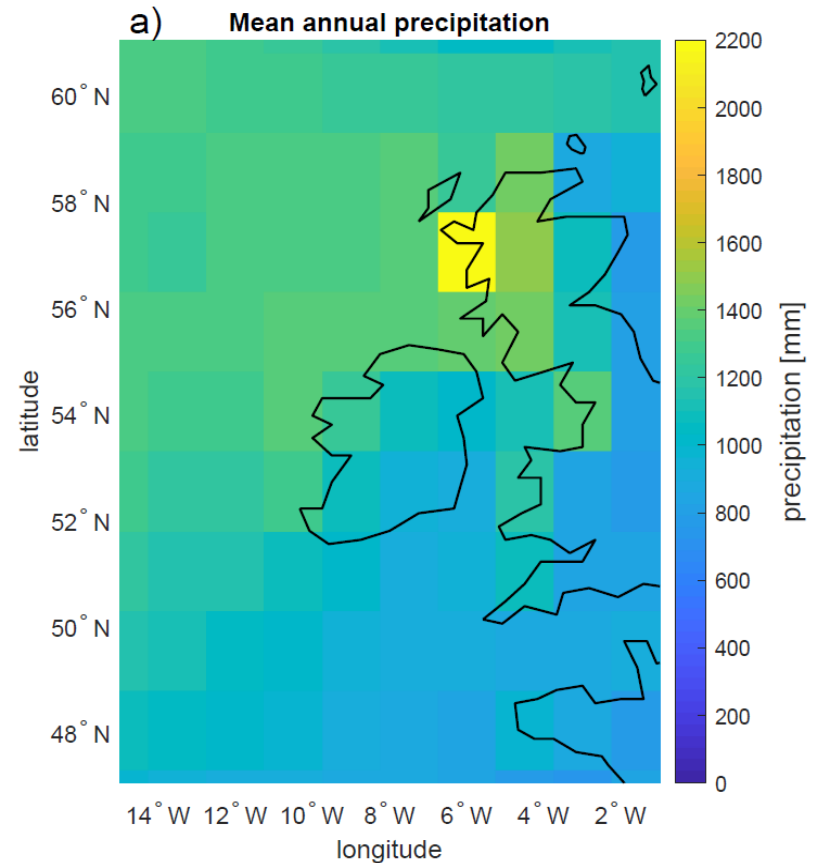 a)
Mean annual precipitation
60° N
58° N
56° N
54° N
52° N
50° N
48° N
latitude
14° W 12° W 10° W 8° W 6° W 4° W 2° W
longitude
2200
2000
1800
1600
1400
1200
1000
800
600
400
200
0
precipitation [mm]